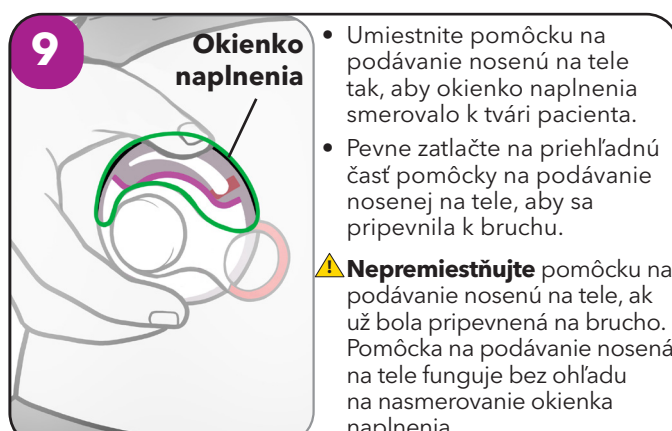 9
Okienko
naplnenia
• Umiestnite pomôcku na
podávanie nosenú na tele
tak, aby okienko naplnenia
smerovalo k tvári pacienta.
• Pevne zatlačte na priehľadnú
časť pomôcky na podávanie
nosenej na tele, aby sa
pripevnila k bruchu.
Nepremiestňujte pomôcku na
podávanie nosenú na tele, ak
už bola pripevnená na brucho.
Pomôcka na podávanie nosená
na tele funguje bez ohľadu
na nasmerovanie okienka
naplnenia